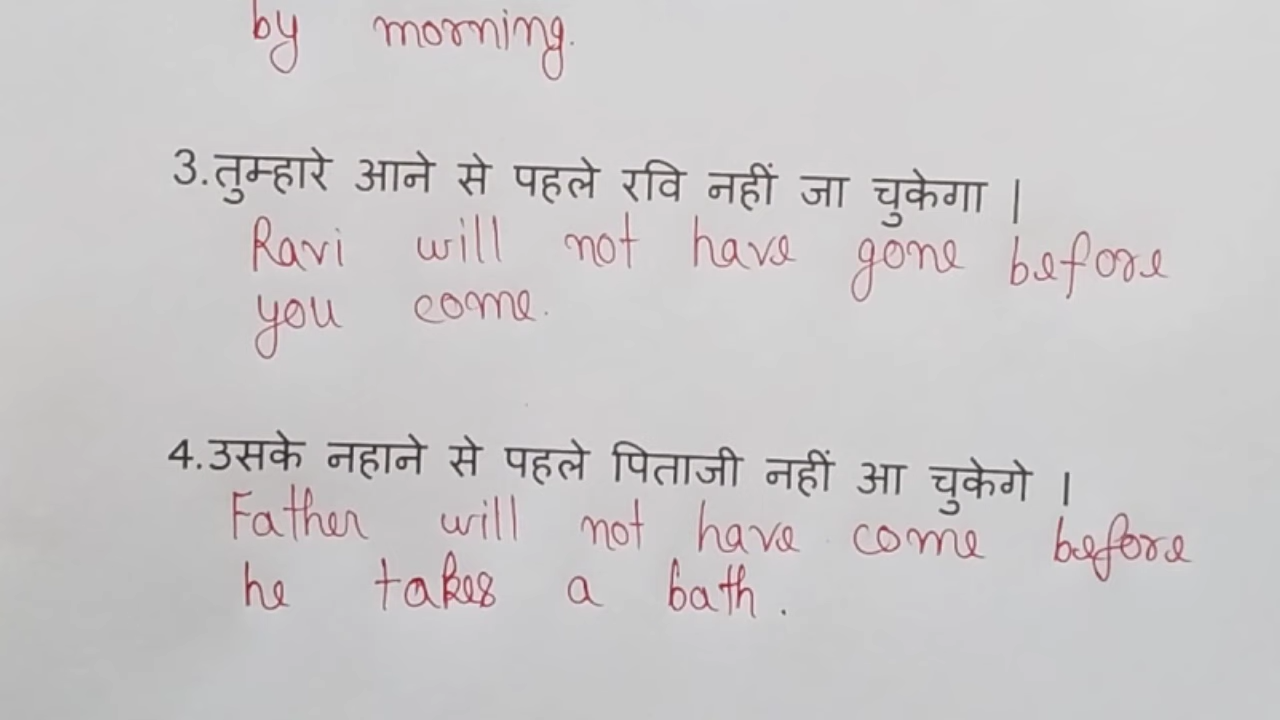 by morning.
3.तुम्हारे आने से पहले रवि नहीं जा चुकेगा |
Ravi will not have gone before
you come.
4.उसके नहाने से पहले पिताजी नहीं आ चुकेगे ।
Father will not have come before
he takes a bath.